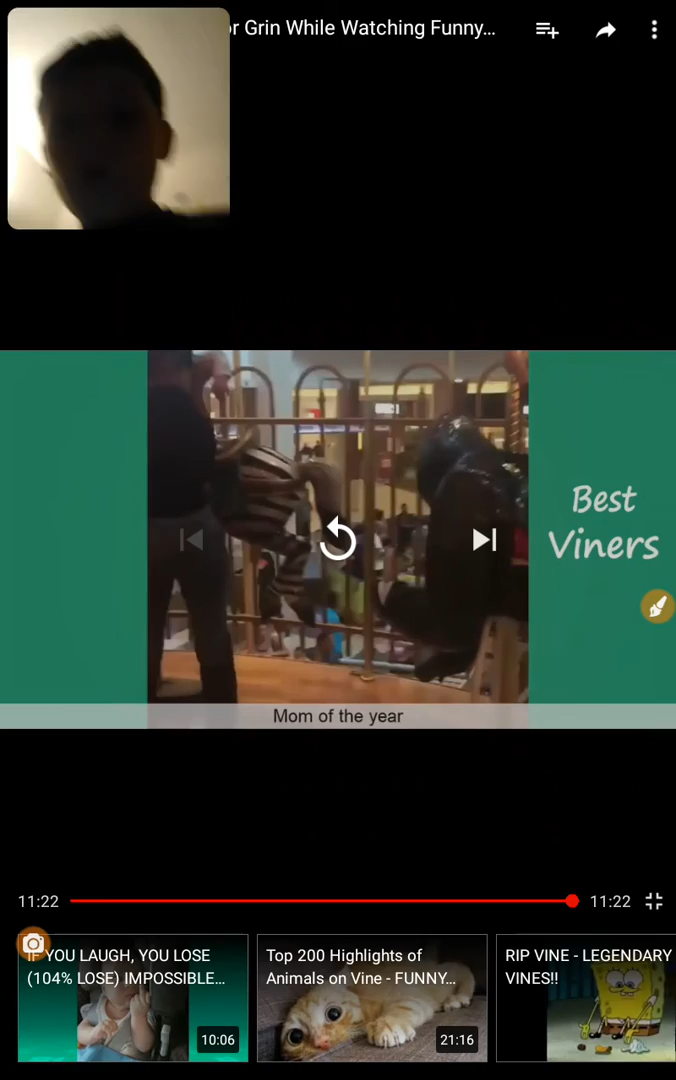 or Grin While Watching Funny...
Best
Viners
Mom of the year
11:22
11:22
IF YOU LAUGH, YOU LOSE
(104% LOSE) IMPOSSIBLE...
10:06
Top 200 Highlights of
Animals on Vine - FUNNY...
21:16
RIP VINE - LEGENDARY
VINES!!